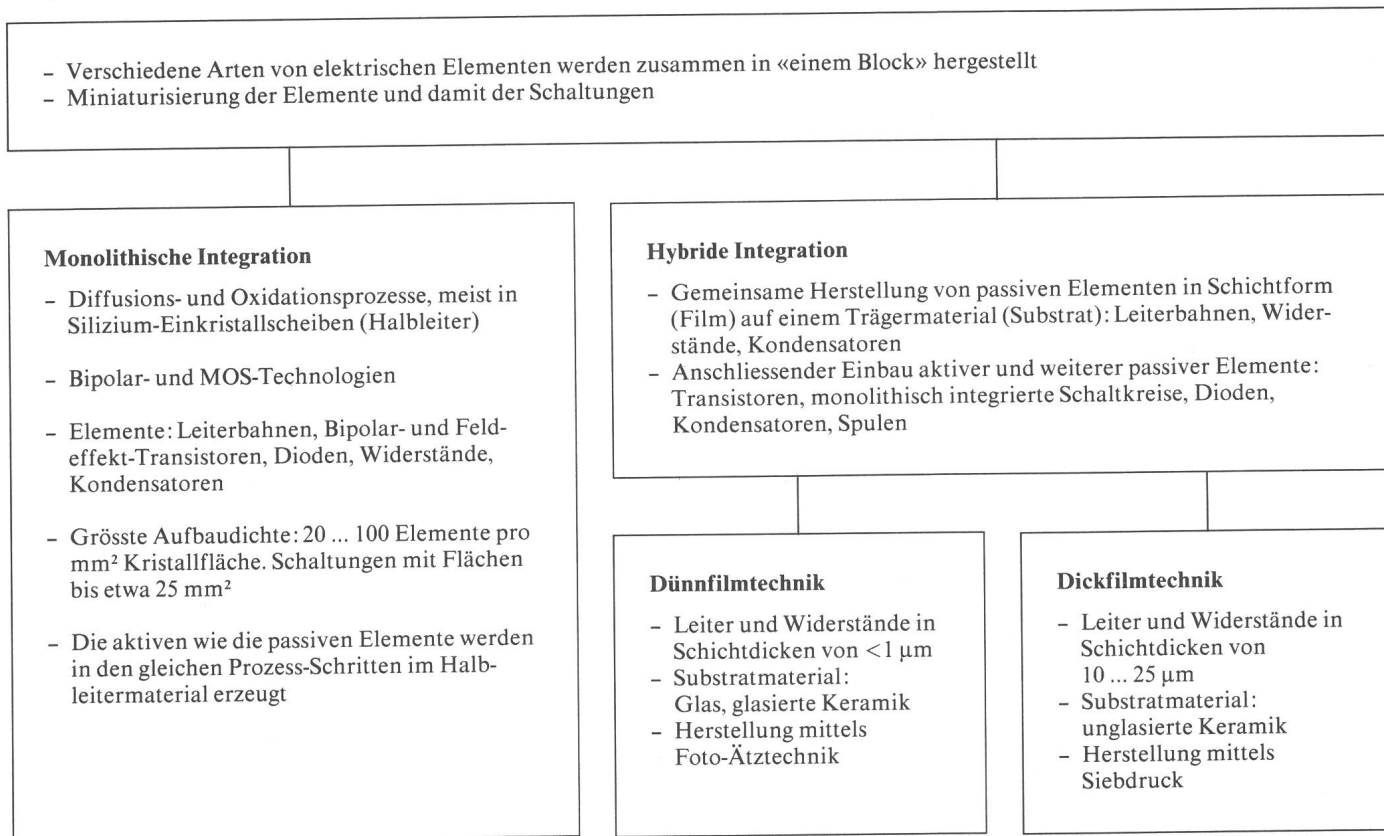 – Verschiedene Arten von elektrischen Elementen werden zusammen in «einem Block» hergestellt
– Miniaturisierung der Elemente und damit der Schaltungen
Monolithische Integration
– Diffusions- und Oxidationsprozesse, meist in
Silizium-Einkristallscheiben (Halbleiter)
– Bipolar- und MOS-Technologien
– Elemente: Leiterbahnen, Bipolar- und Feld-
effekt-Transistoren, Dioden, Widerstände,
Kondensatoren
– Grösste Aufbaudichte: 20 ... 100 Elemente pro
mm² Kristallfläche. Schaltungen mit Flächen
bis etwa 25 mm²
– Die aktiven wie die passiven Elemente werden
in den gleichen Prozess-Schritten im Halb-
leitermaterial erzeugt
Hybride Integration
– Gemeinsame Herstellung von passiven Elementen in Schichtform
(Film) auf einem Trägermaterial (Substrat): Leiterbahnen, Wider-
stände, Kondensatoren
– Anschliessender Einbau aktiver und weiterer passiver Elemente:
Transistoren, monolithisch integrierte Schaltkreise, Dioden,
Kondensatoren, Spulen
Dünnfilmtechnik
– Leiter und Widerstände in
Schichtdicken von <1 µm
– Substratmaterial:
Glas, glasierte Keramik
– Herstellung mittels
Foto-Ätztechnik
Dickfilmtechnik
– Leiter und Widerstände in
Schichtdicken von
10 ... 25 µm
– Substratmaterial:
unglasierte Keramik
– Herstellung mittels
Siebdruck